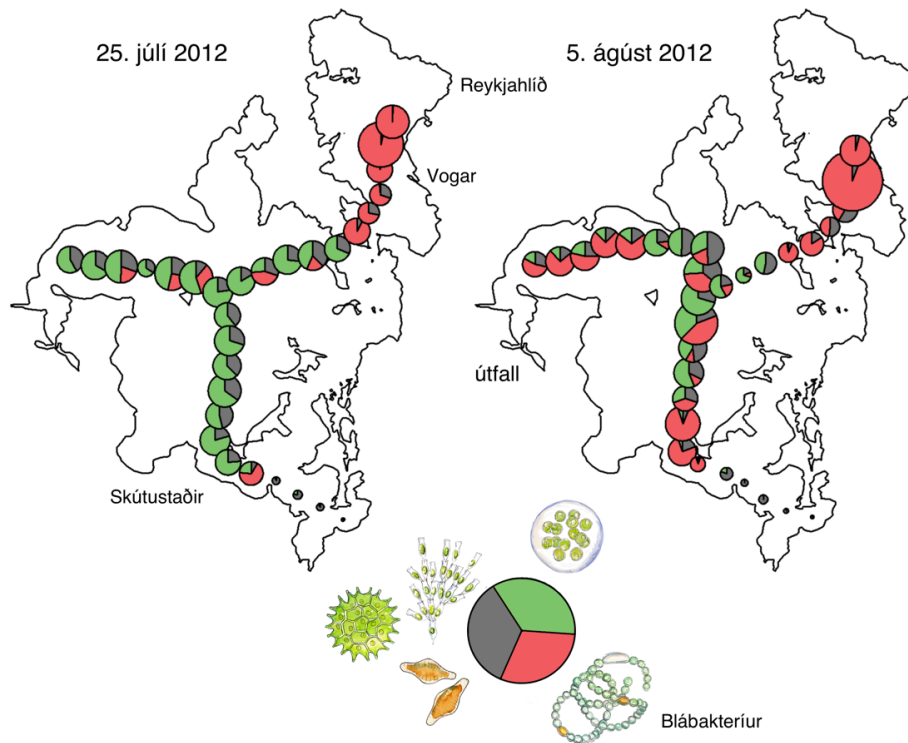 25. júlí 2012
5. ágúst 2012
Reykjahlíð
Vogar
útfall
Skútustaðir
Blábakteríur